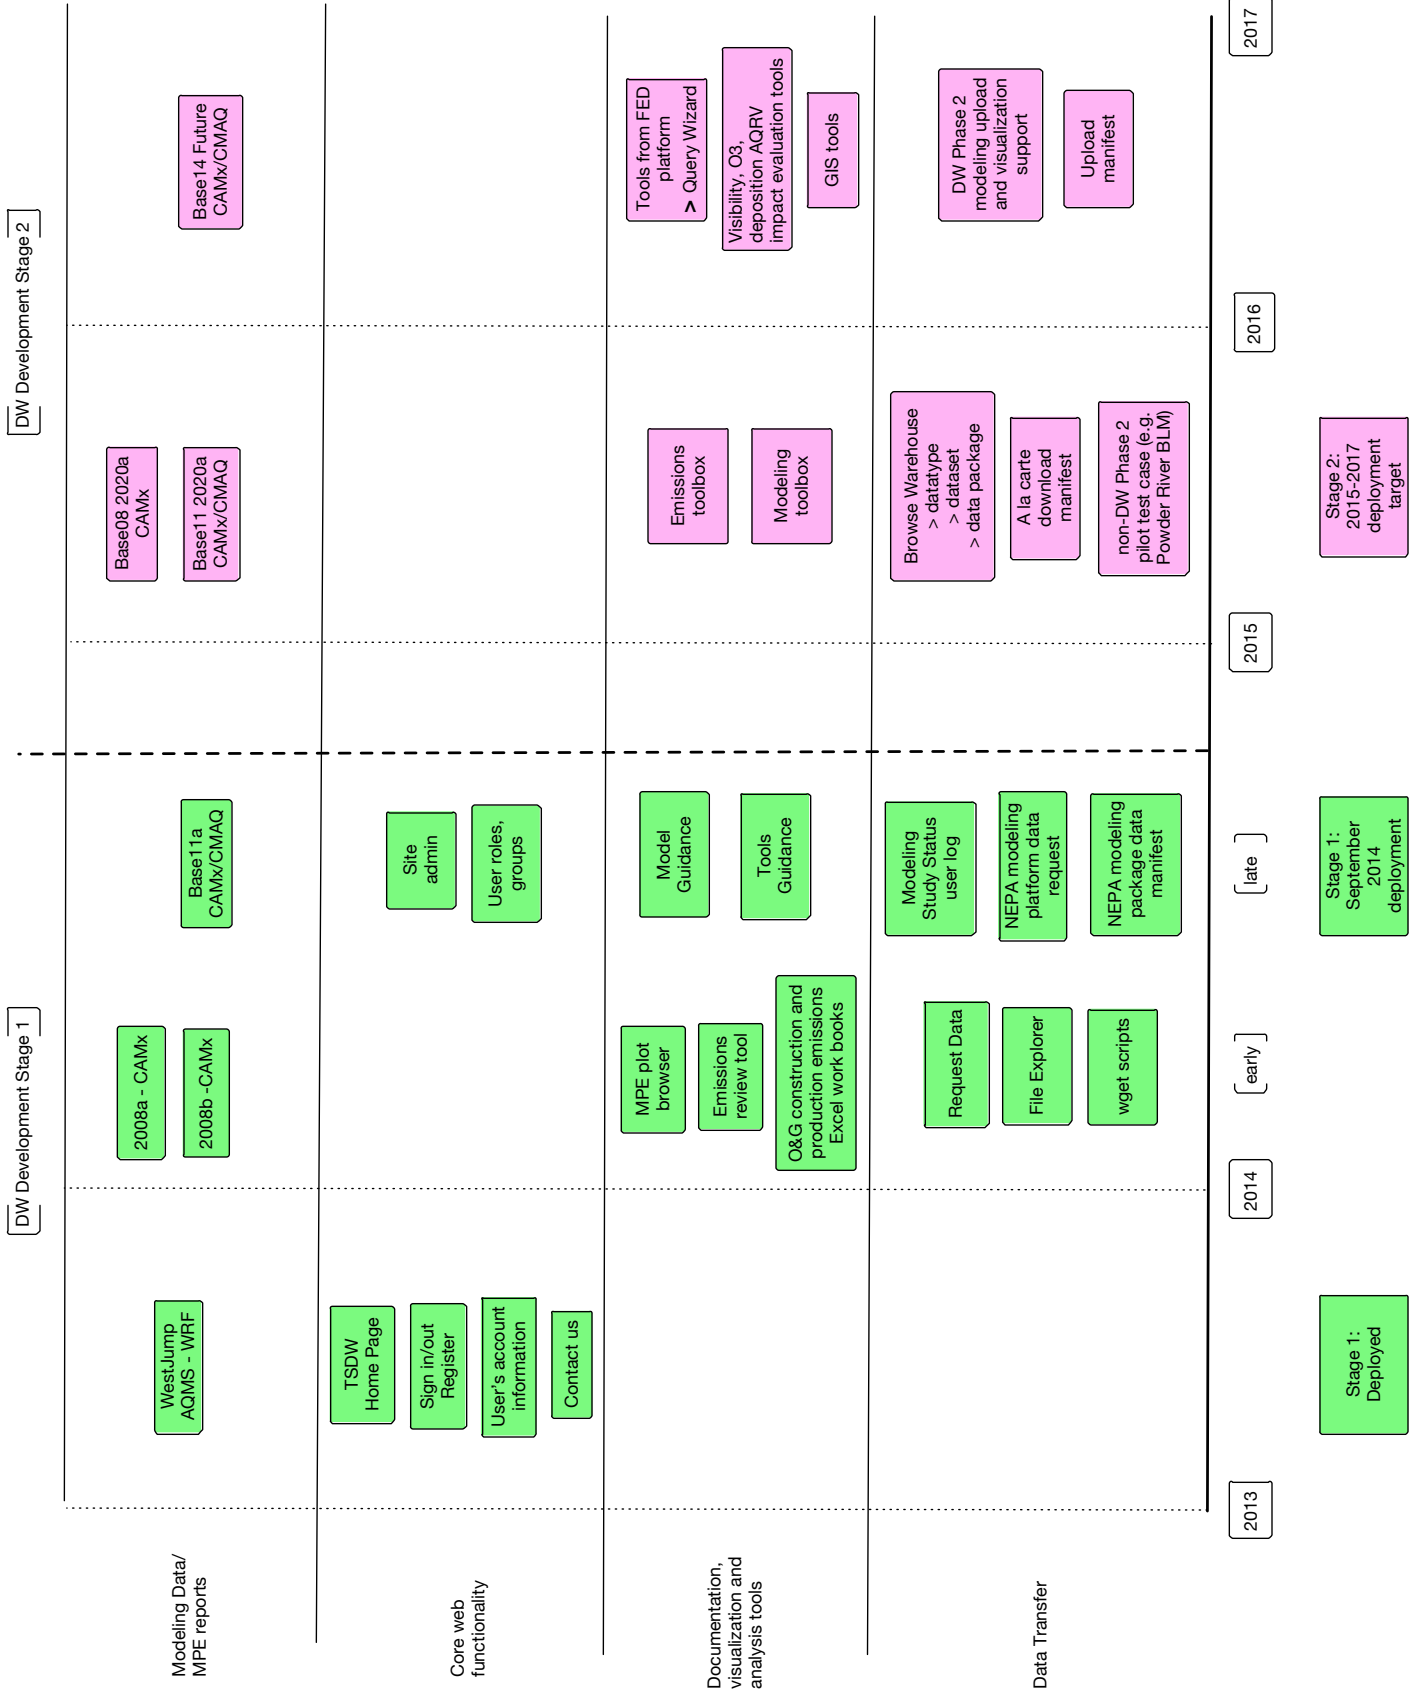 DW Development Stage 1
DW Development Stage 2
Modeling Data/
MPE reports
WestJump
AQMS - WRF
2008a - CAMx
2008b -CAMx
Base11a
CAMx/CMAQ
Base08 2020a
CAMx
Base11 2020a
CAMx/CMAQ
Base14 Future
CAMx/CMAQ
Core web
functionality
TSDW
Home Page
Sign in/out
Register
User's account
information
Contact us
Site
admin
User roles,
groups
Documentation,
visualization and
analysis tools
MPE plot
browser
Emissions
review tool
O&G construction and
production emissions
Excel work books
Model
Guidance
Tools
Guidance
Emissions
toolbox
Modeling
toolbox
Tools from FED
platform
> Query Wizard
Visibility, O3,
deposition AQRV
impact evaluation tools
GIS tools
Data Transfer
Request Data
File Explorer
wget scripts
Modeling
Study Status
user log
NEPA modeling
platform data
request
NEPA modeling
package data
manifest
Browse Warehouse
> datatype
> dataset
> data package
A la carte
download
manifest
non-DW Phase 2
pilot test case (e.g.
Powder River BLM)
DW Phase 2
modeling upload
and visualization
support
Upload
manifest
2013
2014
early
late
2015
2016
2017
Stage 1:
Deployed
Stage 1:
September
2014
deployment
Stage 2:
2015-2017
deployment
target